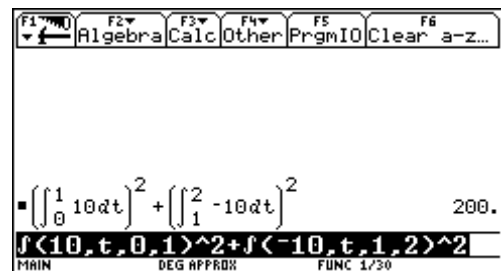 F1 F2 F3 F4 F5 F6
Algebra Calc Other PrgmIO Clear a-z…
■(∫₀¹ 10dt)² + (∫₁² ⁻10dt)² 200.
∫(10,t,0,1)^2+∫(⁻10,t,1,2)^2
MAIN DEG APPROX FUNC 1/30